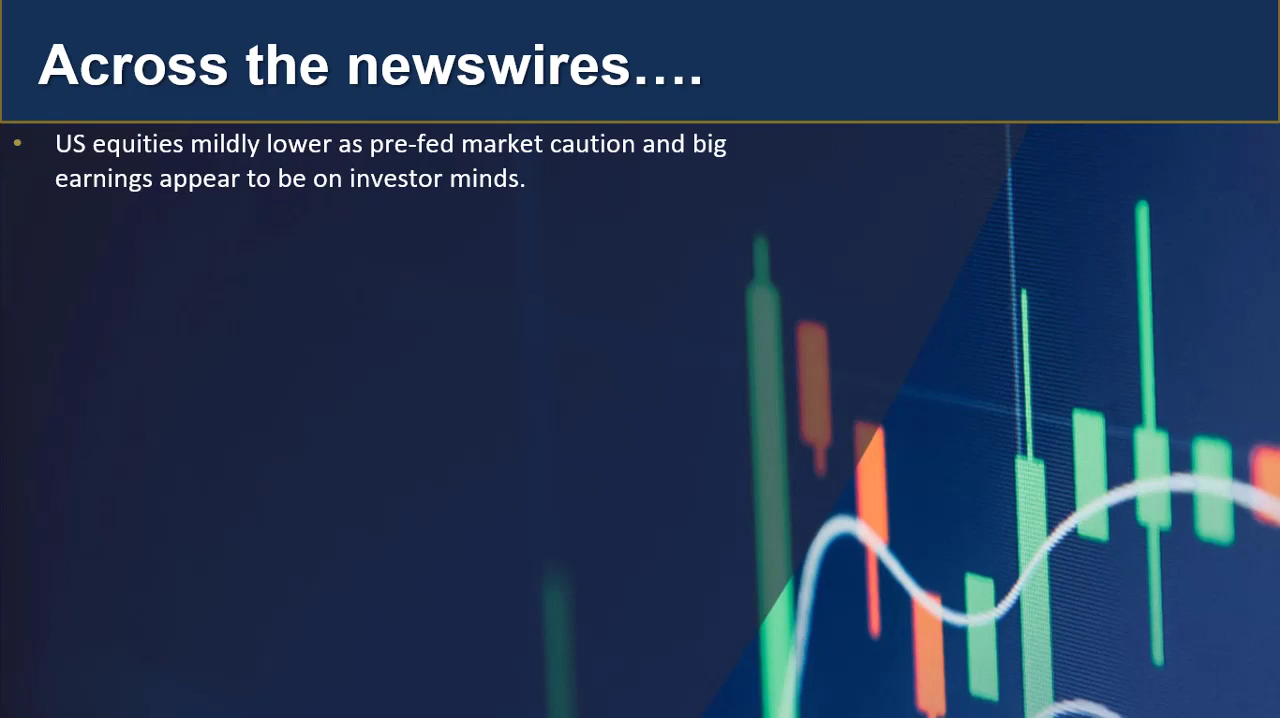 Across the newswires….
• US equities mildly lower as pre-fed market caution and big
earnings appear to be on investor minds.